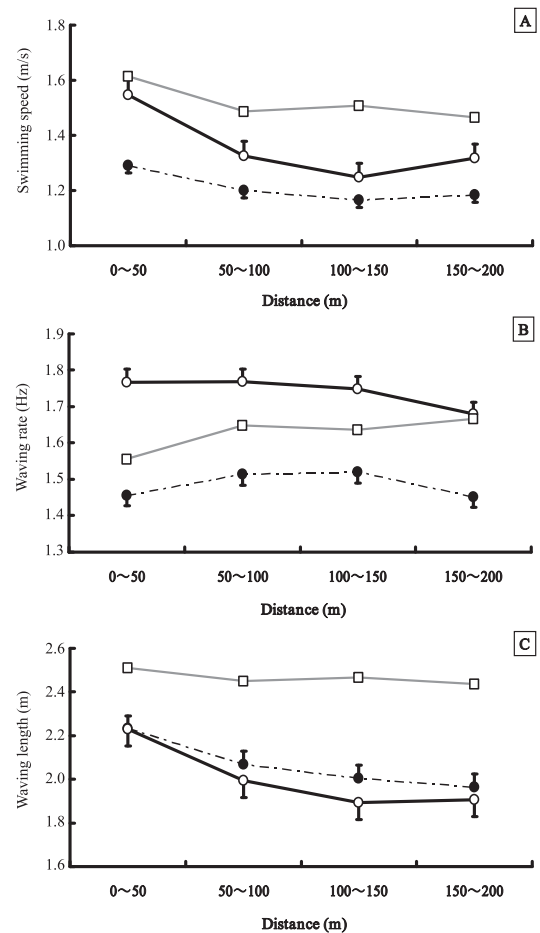 A
1.8
1.6
1.4
1.2
1.0
Swimming speed (m/s)
0～50 50～100 100～150 150～200
Distance (m)
B
1.9
1.8
1.7
1.6
1.5
1.4
1.3
Waving rate (Hz)
0～50 50～100 100～150 150～200
Distance (m)
C
2.6
2.4
2.2
2.0
1.8
1.6
Waving length (m)
0～50 50～100 100～150 150～200
Distance (m)